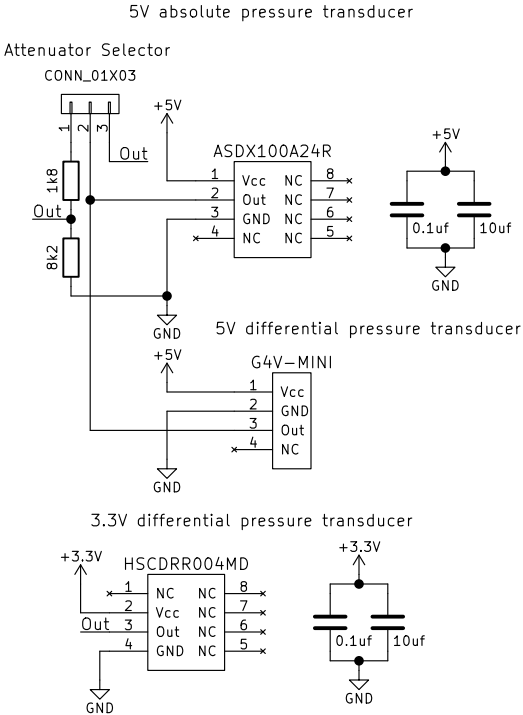 5V absolute pressure transducer
Attenuator Selector
CONN_01X03
1 2 3
Out
1k8
Out
8k2
+5V
GND
ASDX100A24R
1 Vcc NC 8
2 Out NC 7
3 GND NC 6
4 NC NC 5
+5V
0.1uf 10uf
GND
5V differential pressure transducer
+5V
G4V-MINI
1 Vcc
2 GND
3 Out
4 NC
GND
3.3V differential pressure transducer
+3.3V
HSCDRR004MD
1 NC NC 8
2 Vcc NC 7
Out 3 Out NC 6
4 GND NC 5
GND
+3.3V
0.1uf 10uf
GND